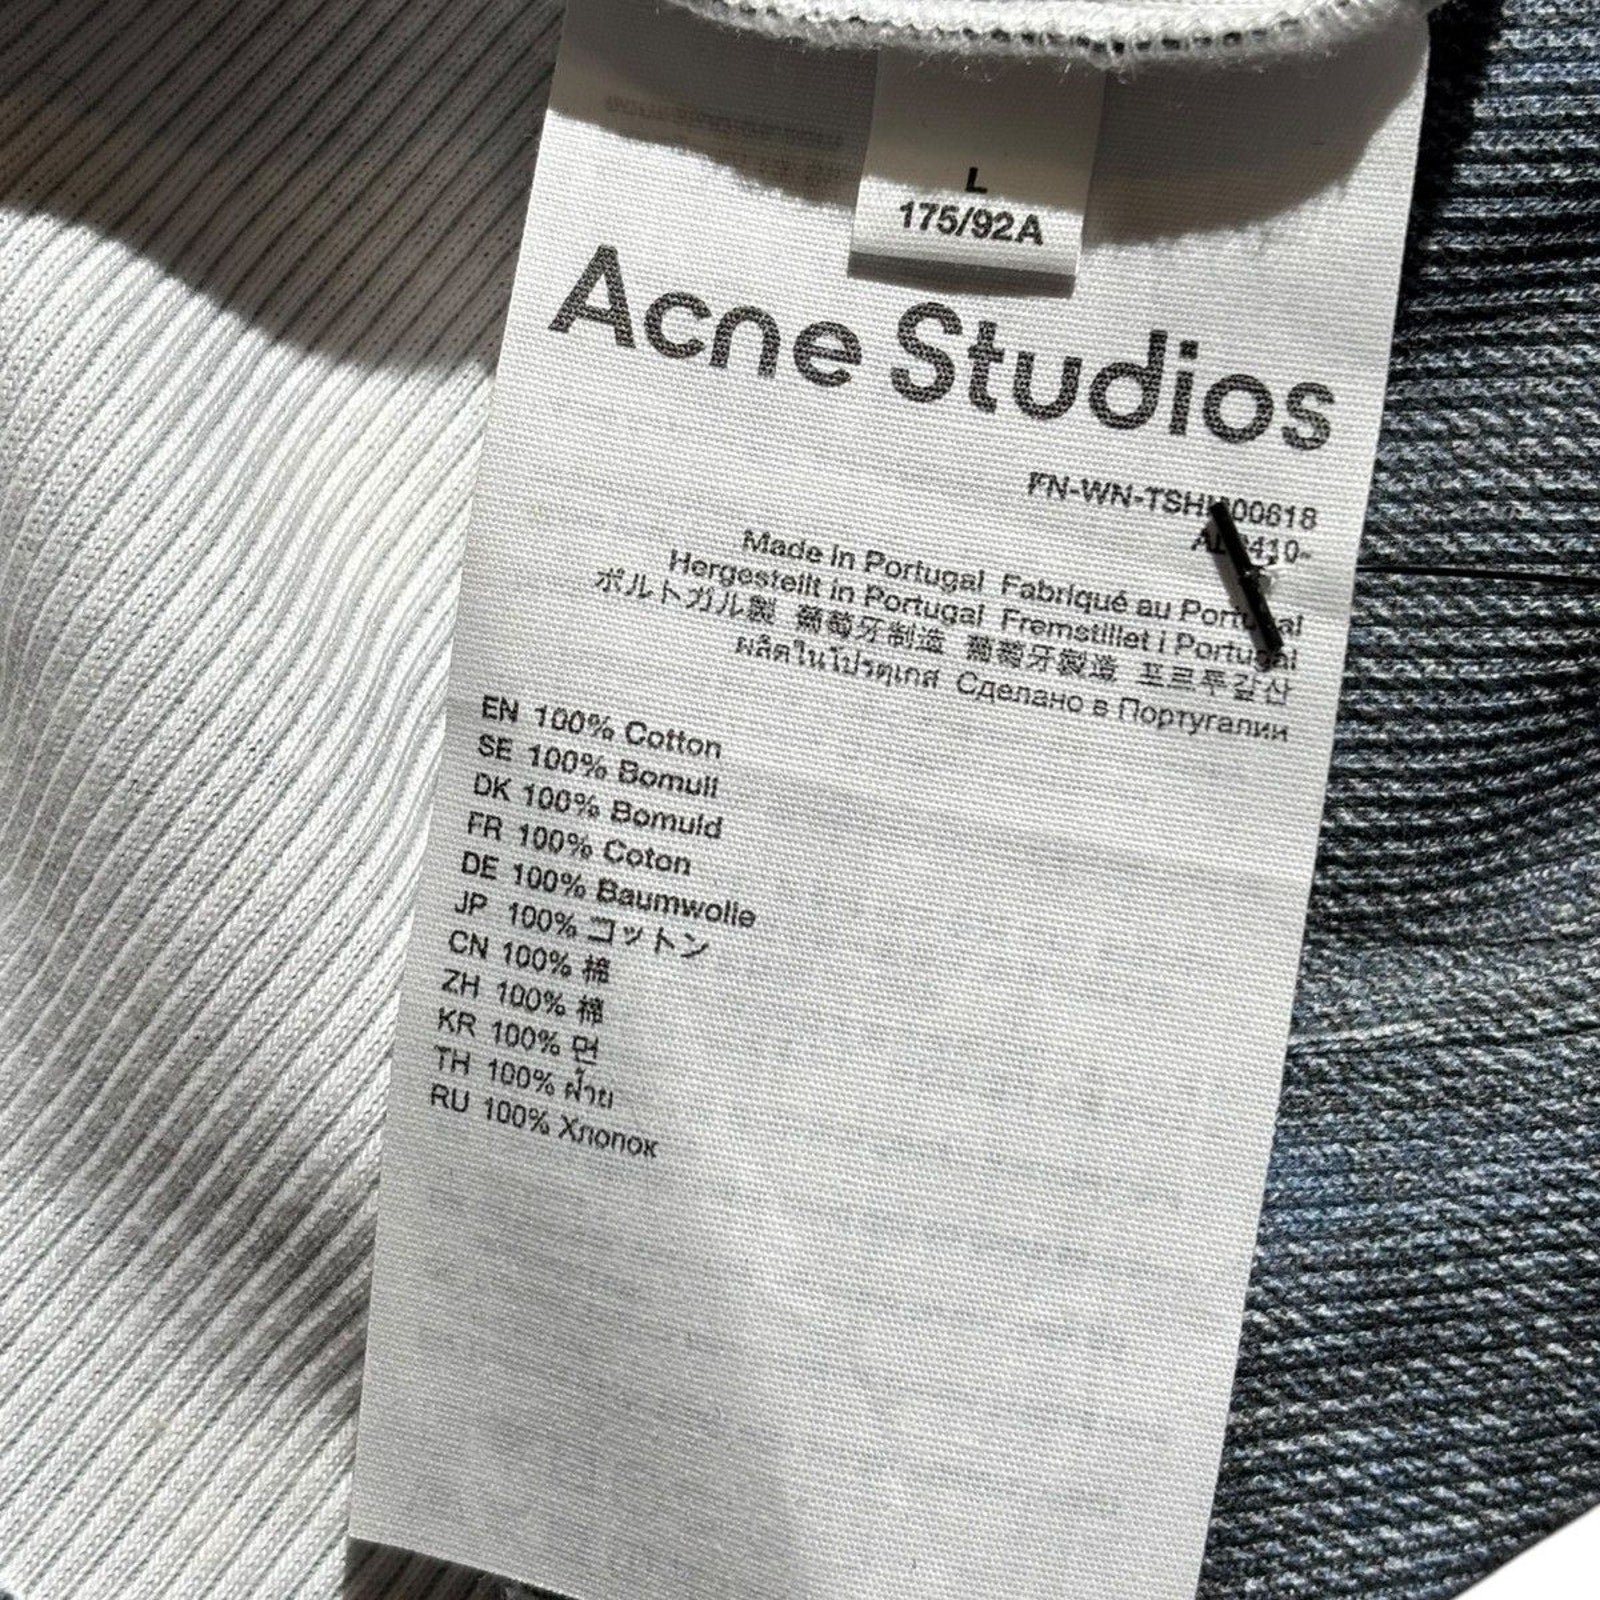 L
175/92A
Acne Studios
Made in Portugal Fabriqué au Portugal
Hergestellt in Portugal Fremstillet i Portugal
ポルトガル製 葡萄牙制造 葡萄牙製造 포르투갈산
ผลิตในโปรตุเกส Сделано в Португалии
EN 100% Cotton
SE 100% Bomull
DK 100% Bomuld
FR 100% Coton
DE 100% Baumwolle
JP 100% コットン
CN 100% 棉
ZH 100% 棉
KR 100% 면
TH 100% ฝ้าย
RU 100% Хлопок